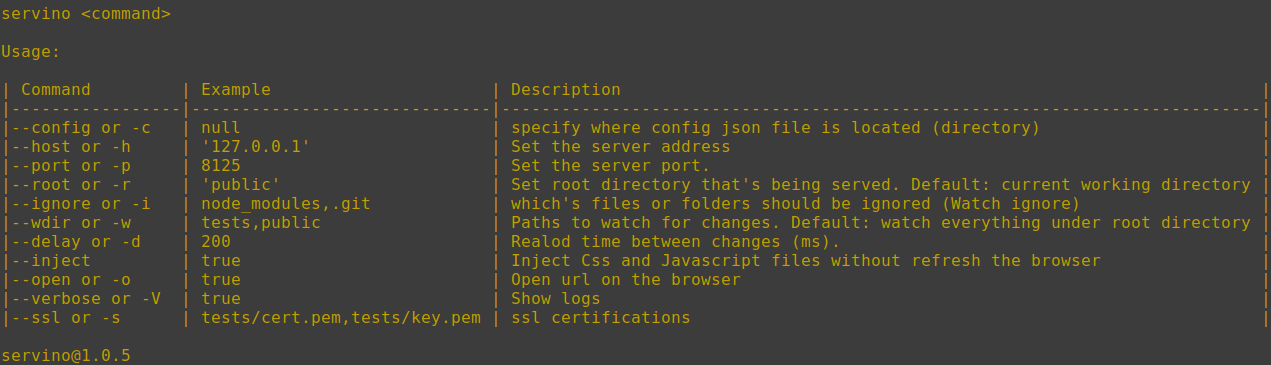 servino <command>
Usage:
| Command         | Example                      | Description                                                                |
|-----------------|------------------------------|----------------------------------------------------------------------------|
|--config or -c   | null                         | specify where config json file is located (directory)                      |
|--host or -h     | '127.0.0.1'                  | Set the server address                                                     |
|--port or -p     | 8125                         | Set the server port.                                                       |
|--root or -r     | 'public'                     | Set root directory that's being served. Default: current working directory |
|--ignore or -i   | node_modules,.git            | which's files or folders should be ignored (Watch ignore)                  |
|--wdir or -w     | tests,public                 | Paths to watch for changes. Default: watch everything under root directory |
|--delay or -d    | 200                          | Realod time between changes (ms).                                          |
|--inject         | true                         | Inject Css and Javascript files without refresh the browser                |
|--open or -o     | true                         | Open url on the browser                                                    |
|--verbose or -V  | true                         | Show logs                                                                  |
|--ssl or -s      | tests/cert.pem,tests/key.pem | ssl certifications                                                         |
servino@1.0.5